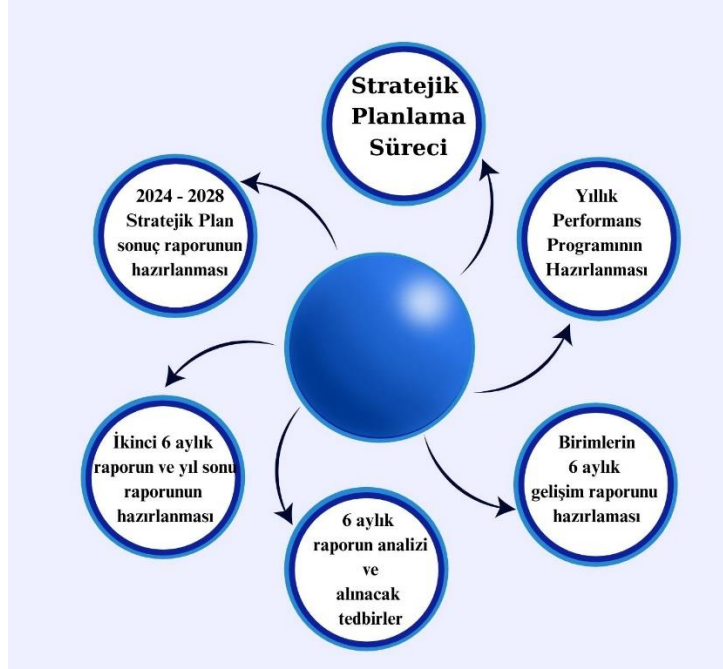 Stratejik
Planlama
Süreci
Yıllık
Performans
Programının
Hazırlanması
Birimlerin
6 aylık
gelişim raporunu
hazırlaması
6 aylık
raporun analizi
ve
alınacak
tedbirler
İkinci 6 aylık
raporun ve yıl sonu
raporunun
hazırlanması
2024 - 2028
Stratejik Plan
sonuç raporunun
hazırlanması